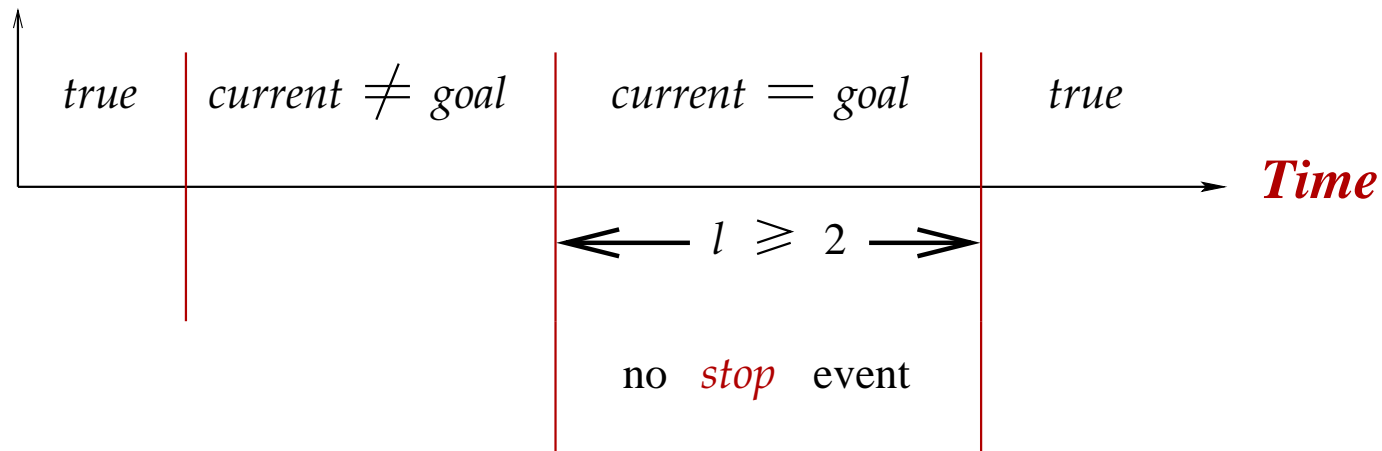 true current ≠ goal current = goal true
Time
l ⩾ 2
no stop event